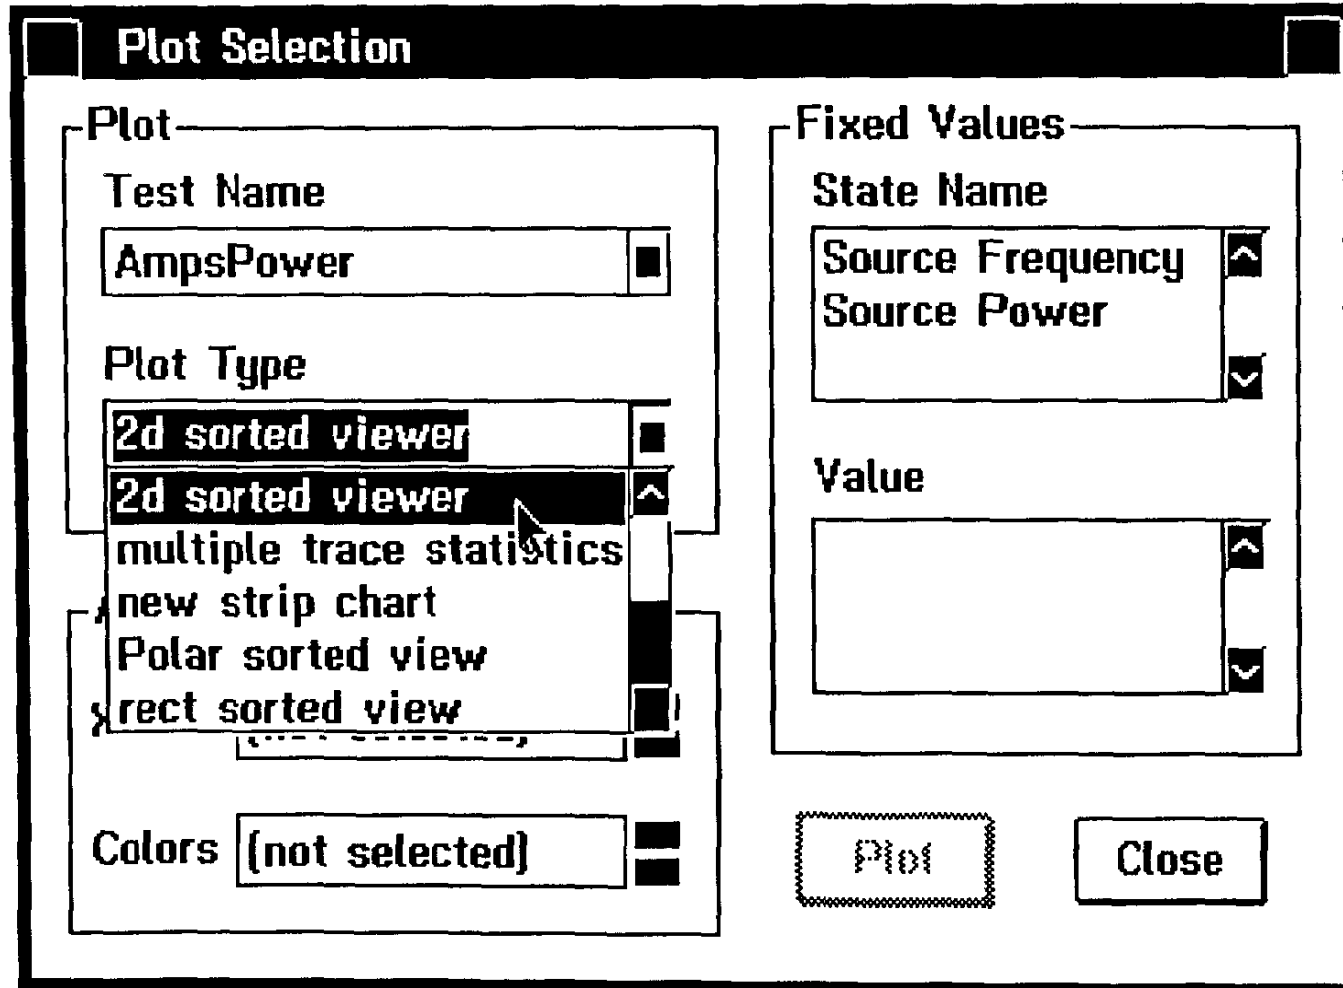 Plot Selection
Plot
Test Name
AmpsPower
Plot Type
2d sorted viewer
2d sorted viewer
multiple trace statistics
new strip chart
Polar sorted view
rect sorted view
Colors (not selected)
Fixed Values
State Name
Source Frequency
Source Power
Value
Plot
Close